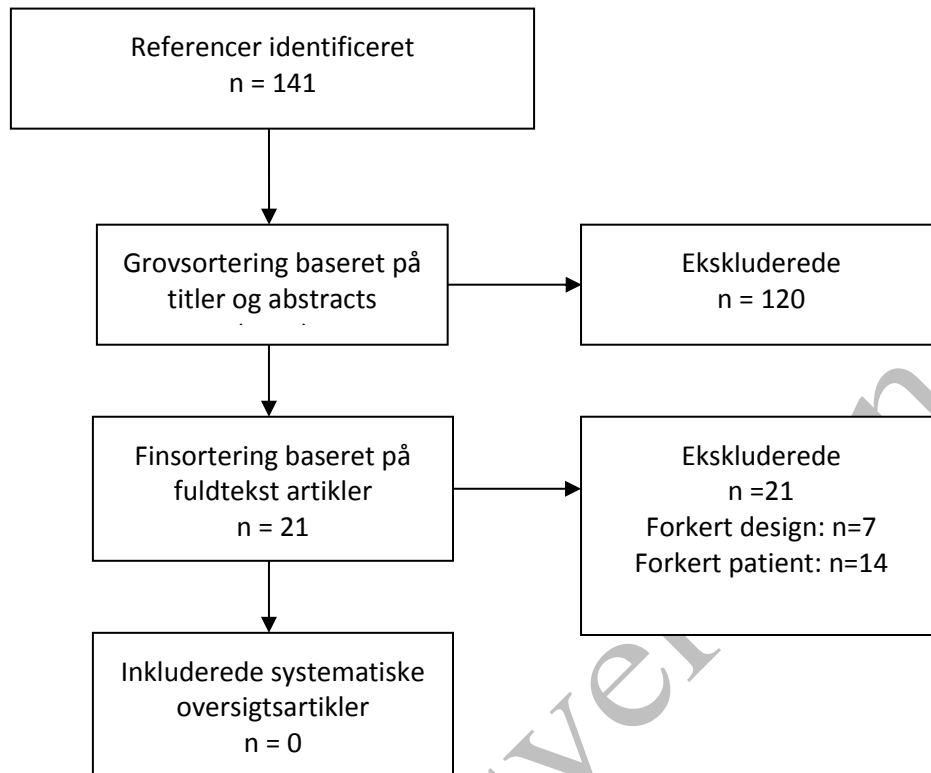 Referencer identificeret
n = 141
Grovsortering baseret på
titler og abstracts
Ekskluderede
n = 120
Finsortering baseret på
fuldtekst artikler
n = 21
Ekskluderede
n =21
Forkert design: n=7
Forkert patient: n=14
Inkluderede systematiske
oversigtsartikler
n = 0